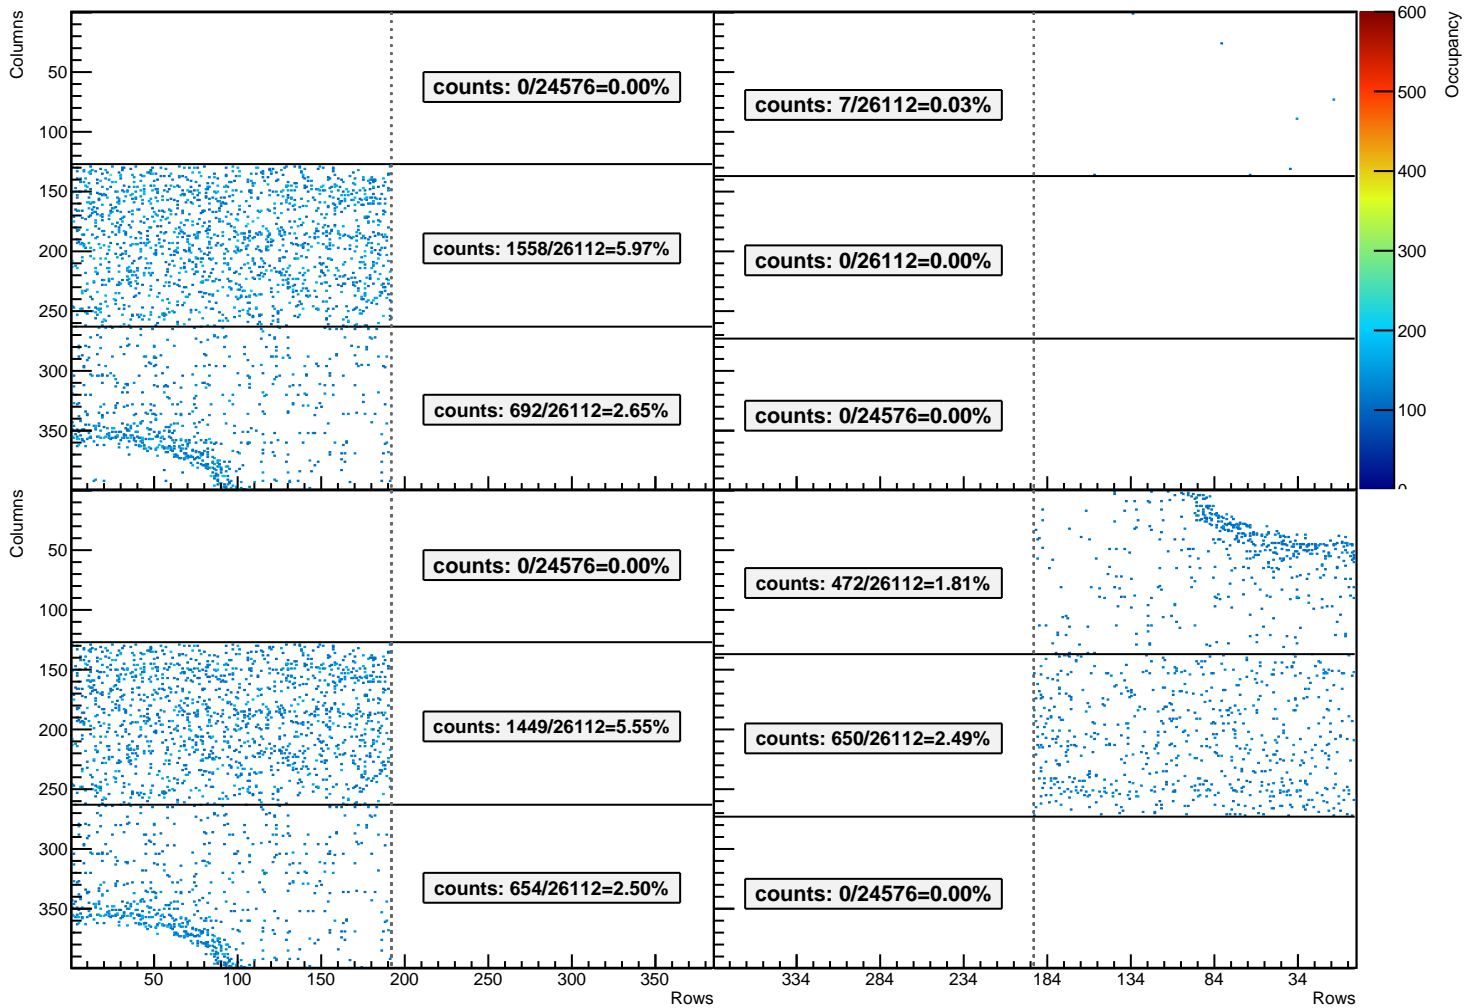 Columns
50
100
150
200
250
300
350
counts: 0/24576=0.00%
counts: 1558/26112=5.97%
counts: 692/26112=2.65%
counts: 7/26112=0.03%
counts: 0/26112=0.00%
counts: 0/24576=0.00%
600
500
400
300
200
100
0
Occupancy
Columns
50
100
150
200
250
300
350
counts: 0/24576=0.00%
counts: 1449/26112=5.55%
counts: 654/26112=2.50%
counts: 472/26112=1.81%
counts: 650/26112=2.49%
counts: 0/24576=0.00%
50 100 150 200 250 300 350
Rows
334 284 234 184 134 84 34
Rows